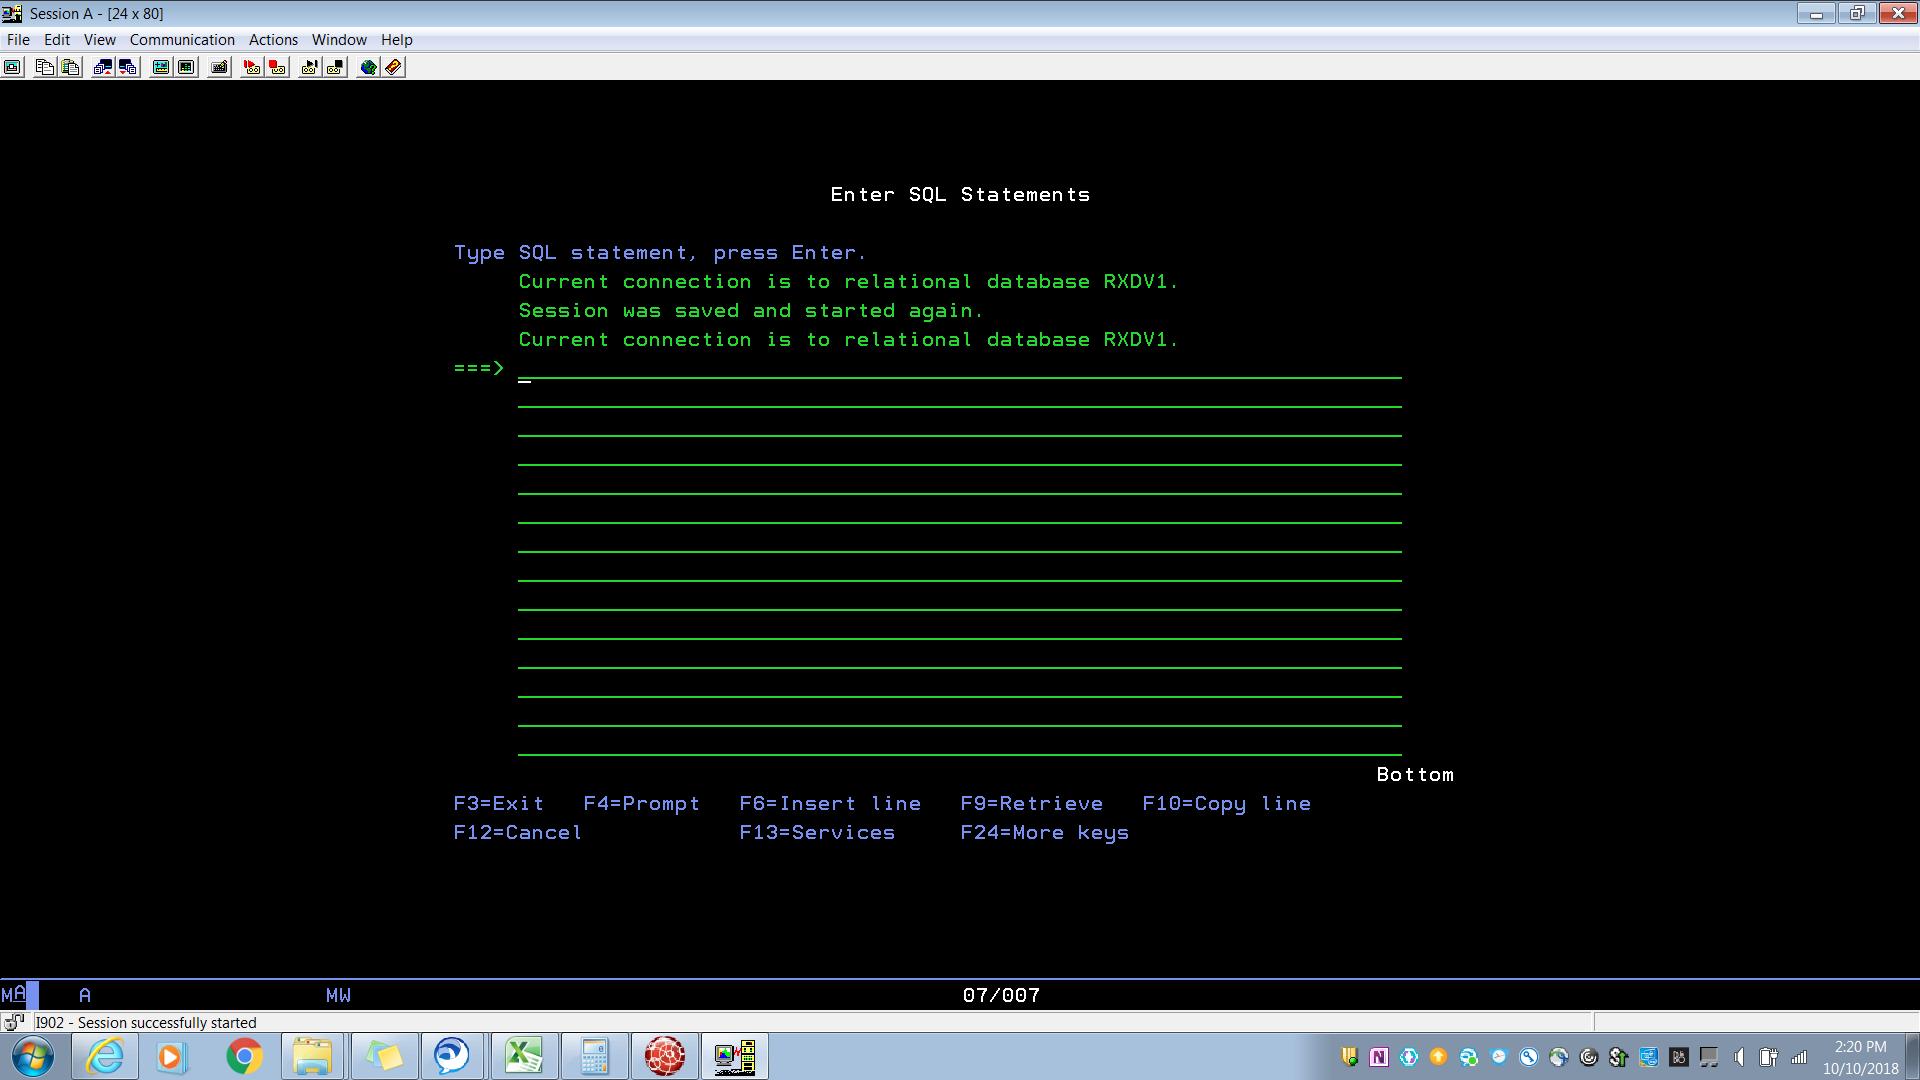 Session A - [24 x 80]
File Edit View Communication Actions Window Help
Enter SQL Statements
Type SQL statement, press Enter.
Current connection is to relational database RXDV1.
Session was saved and started again.
Current connection is to relational database RXDV1.
===>
Bottom
F3=Exit F4=Prompt F6=Insert line F9=Retrieve F10=Copy line
F12=Cancel F13=Services F24=More keys
MA A MW 07/007
I902 - Session successfully started
2:20 PM
10/10/2018